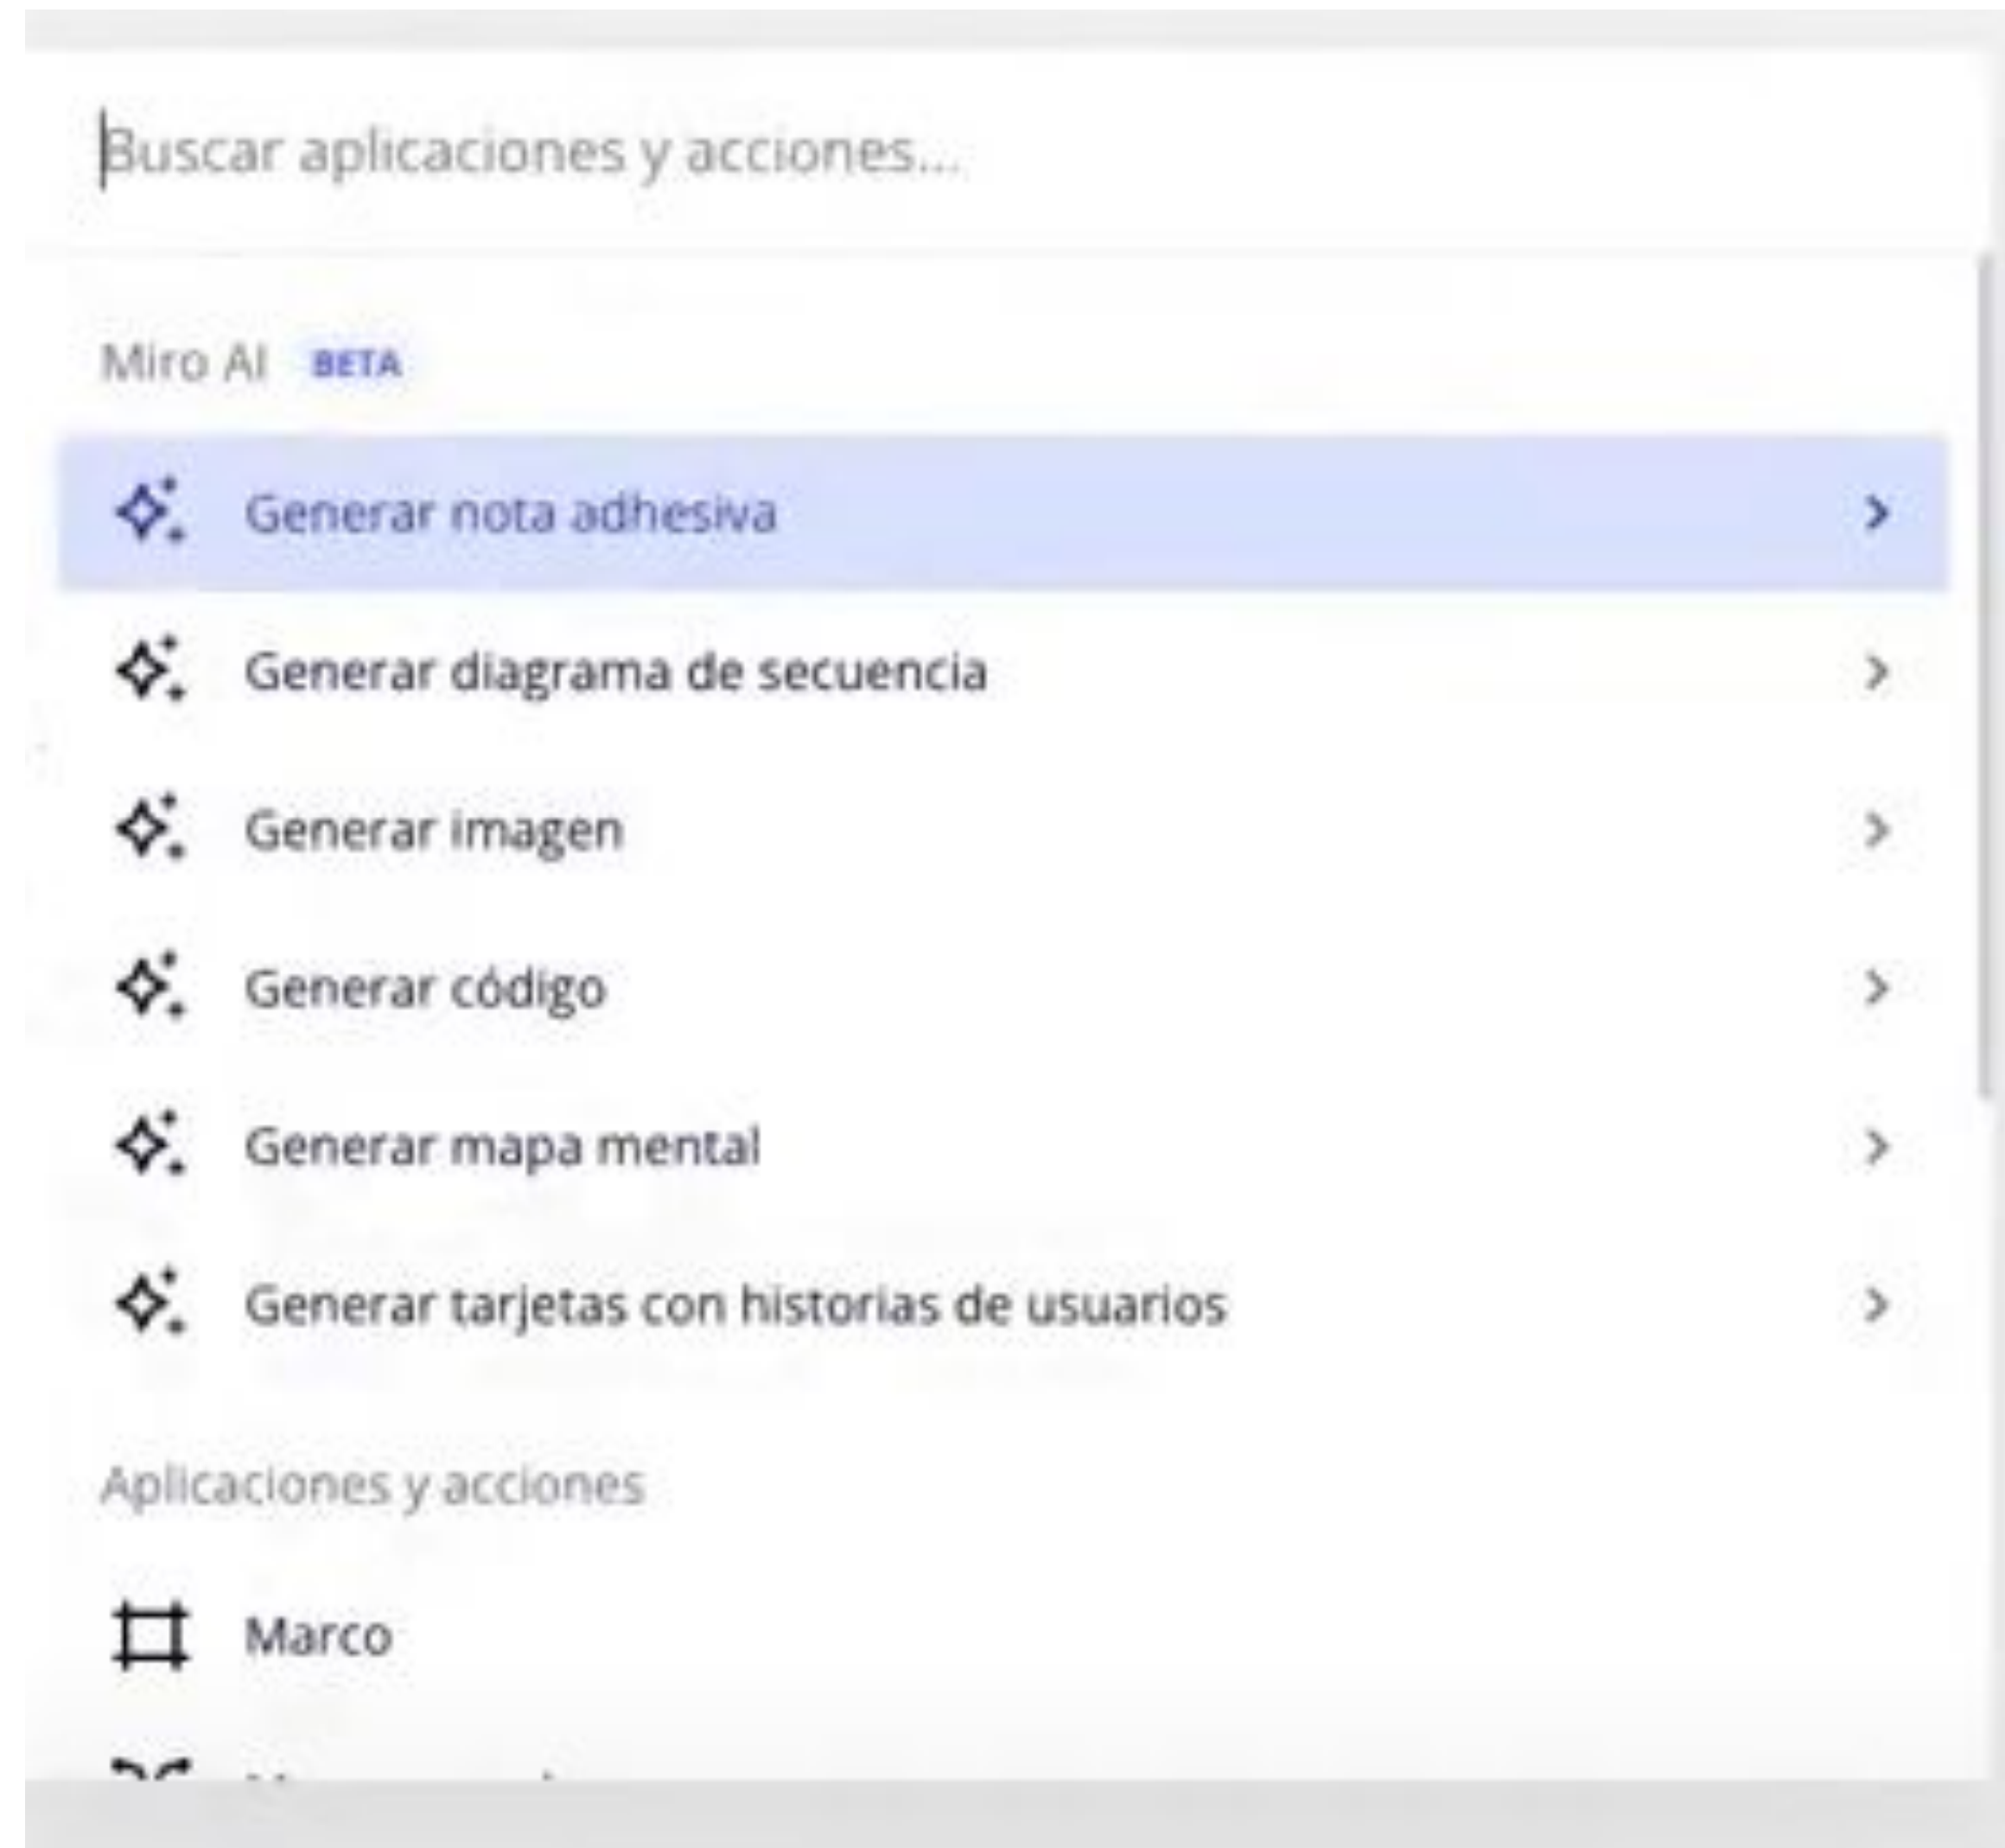 Buscar aplicaciones y acciones...
Miro AI BETA
Generar nota adhesiva
Generar diagrama de secuencia
Generar imagen
Generar código
Generar mapa mental
Generar tarjetas con historias de usuarios
Aplicaciones y acciones
Marco